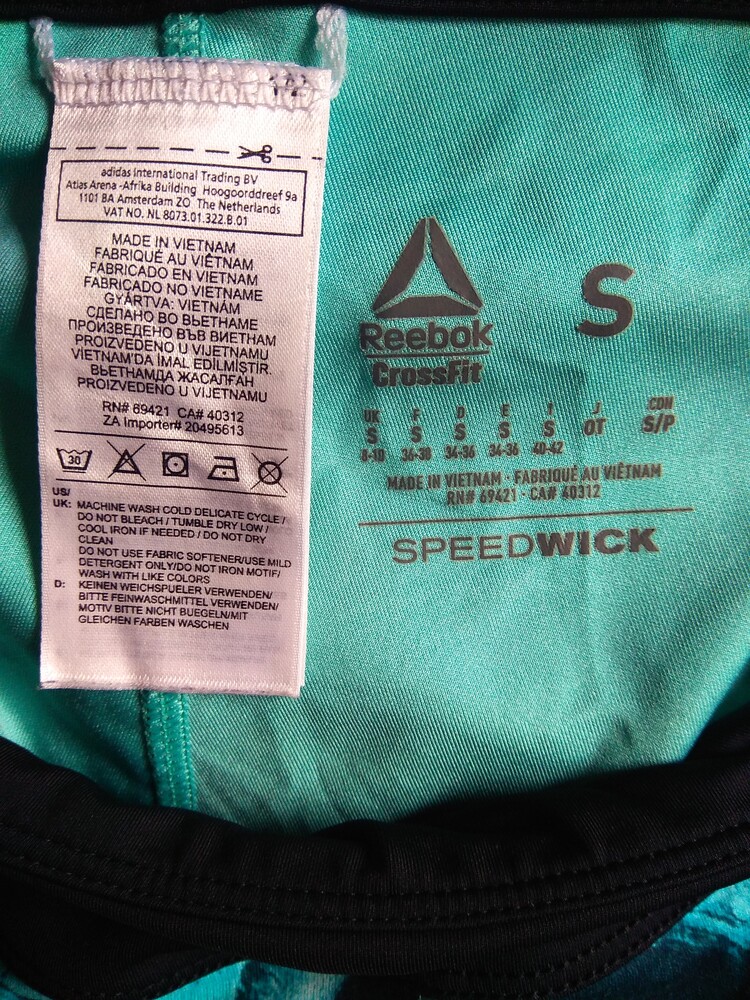 adidas International Trading BV
Atlas Arena -Afrika Building Hoogoorddreef 9a
1101 BA Amsterdam ZO The Netherlands
VAT NO. NL 8073.01.322.B.01
MADE IN VIETNAM
FABRIQUÉ AU VIÊTNAM
FABRICADO EN VIETNAM
FABRICADO NO VIETNAME
GYÁRTVA: VIETNÁM
СДЕЛАНО ВО ВЬЕТНАМЕ
ПРОИЗВЕДЕНО ВЪВ ВИЕТНАМ
PROIZVEDENO U VIJETNAMU
VİETNAM'DA İMAL EDİLMİŞTİR.
ВЬЕТНАМДА ЖАСАЛҒАН
PROIZVEDENO U VIJETNAMU
RN# 69421 CA# 40312
ZA Importer# 20495613
30
US/
UK: MACHINE WASH COLD DELICATE CYCLE /
DO NOT BLEACH / TUMBLE DRY LOW /
COOL IRON IF NEEDED / DO NOT DRY
CLEAN
DO NOT USE FABRIC SOFTENER/USE MILD
DETERGENT ONLY/DO NOT IRON MOTIF/
WASH WITH LIKE COLORS
D: KEINEN WEICHSPUELER VERWENDEN/
BITTE FEINWASCHMITTEL VERWENDEN/
MOTIV BITTE NICHT BUEGELN/MIT
GLEICHEN FARBEN WASCHEN
Reebok
CrossFit
S
UK F D E I J CDN
S S S S S OT S/P
8-10 36-38 34-36 34-36 40-42
MADE IN VIETNAM · FABRIQUÉ AU VIÊTNAM
RN# 69421 · CA# 40312
SPEEDWICK